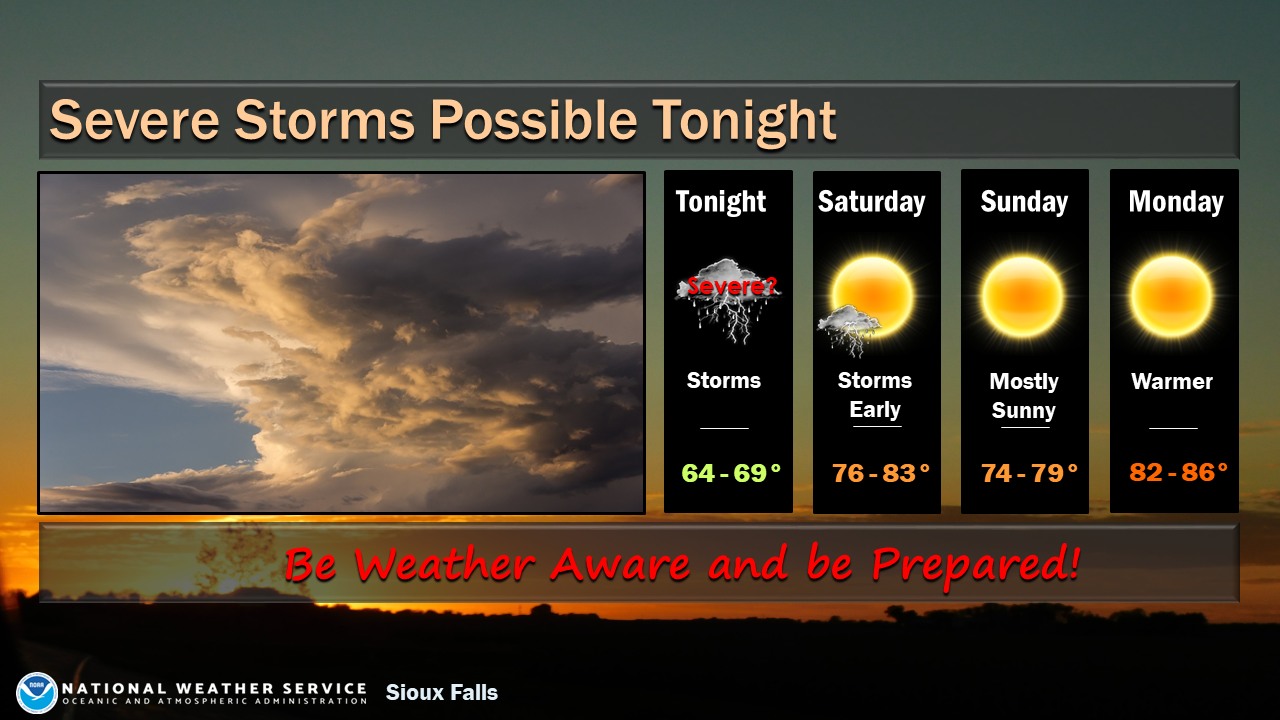 Severe Storms Possible Tonight
Tonight
Severe?
Storms
64-69°
Saturday
Storms
Early
76-83°
Sunday
Mostly
Sunny
74-79°
Monday
Warmer
82-86°
Be Weather Aware and be Prepared!
NOAA
NATIONAL WEATHER SERVICE
OCEANIC AND ATMOSPHERIC ADMINISTRATION
Sioux Falls